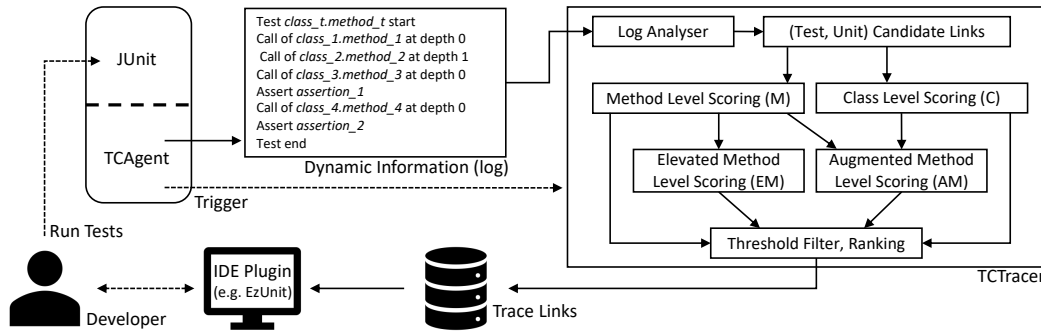 JUnit
TCAgent
Test class_t.method_t start
Call of class_1.method_1 at depth 0
Call of class_2.method_2 at depth 1
Call of class_3.method_3 at depth 0
Assert assertion_1
Call of class_4.method_4 at depth 0
Assert assertion_2
Test end
Dynamic Information (log)
Trigger
Run Tests
Log Analyser
(Test, Unit) Candidate Links
Method Level Scoring (M)
Class Level Scoring (C)
Elevated Method
Level Scoring (EM)
Augmented Method
Level Scoring (AM)
Threshold Filter, Ranking
TCTracer
Developer
IDE Plugin
(e.g. EzUnit)
Trace Links